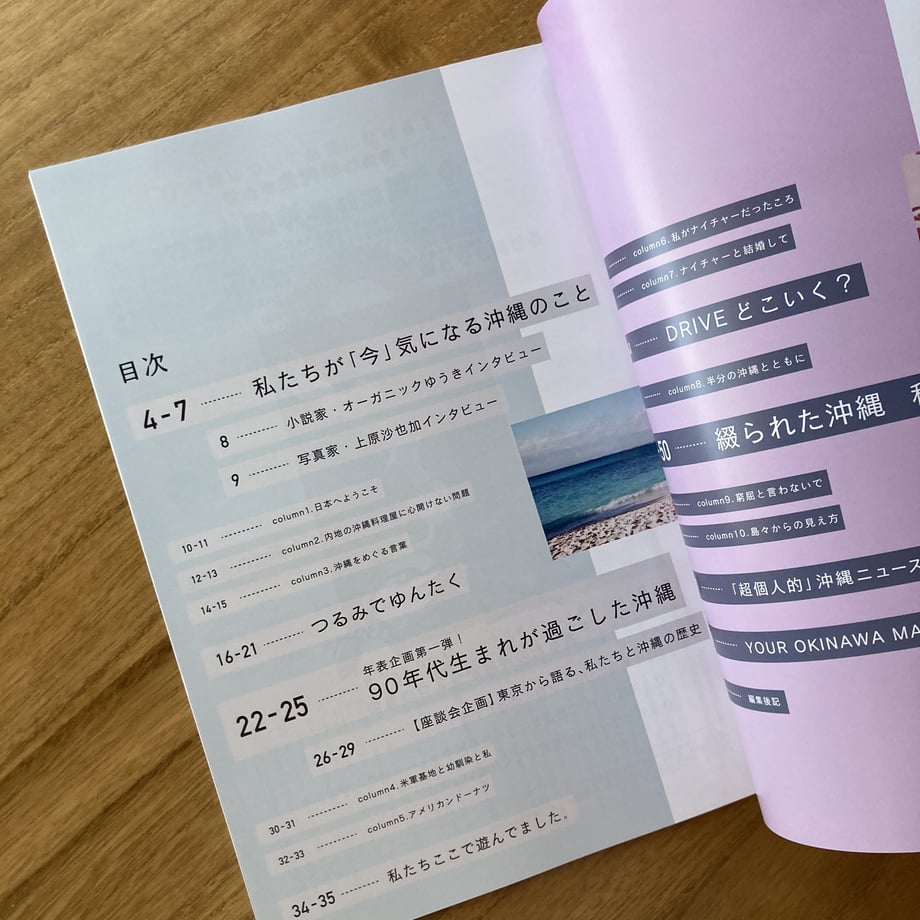 目次
4-7 ……… 私たちが「今」気になる沖縄のこと
8 ……… 小説家・オーガニックゆうきインタビュー
9 ……… 写真家・上原沙也加インタビュー
10-11 ……… column1.日本へようこそ
12-13 ……… column2.内地の沖縄料理屋に心開けない問題
14-15 ……… column3.沖縄をめぐる言葉
16-21 ……… つるみでゆんたく
年表企画第一弾！
22-25 ……… 90年代生まれが過ごした沖縄
26-29 ……… 【座談会企画】東京から語る、私たちと沖縄の歴史
30-31 ……… column4.米軍基地と幼馴染と私
32-33 ……… column5.アメリカンドーナツ
34-35 ……… 私たちここで遊んでました。
……… column6.私がナイチャーだったころ
……… column7.ナイチャーと結婚して
……… DRIVE どこいく？
……… column8.半分の沖縄とともに
50 ……… 綴られた沖縄
……… column9.窮屈と言わないで
……… column10.島々からの見え方
……… 「超個人的」沖縄ニュース
……… YOUR OKINAWA MA
……… 編集後記